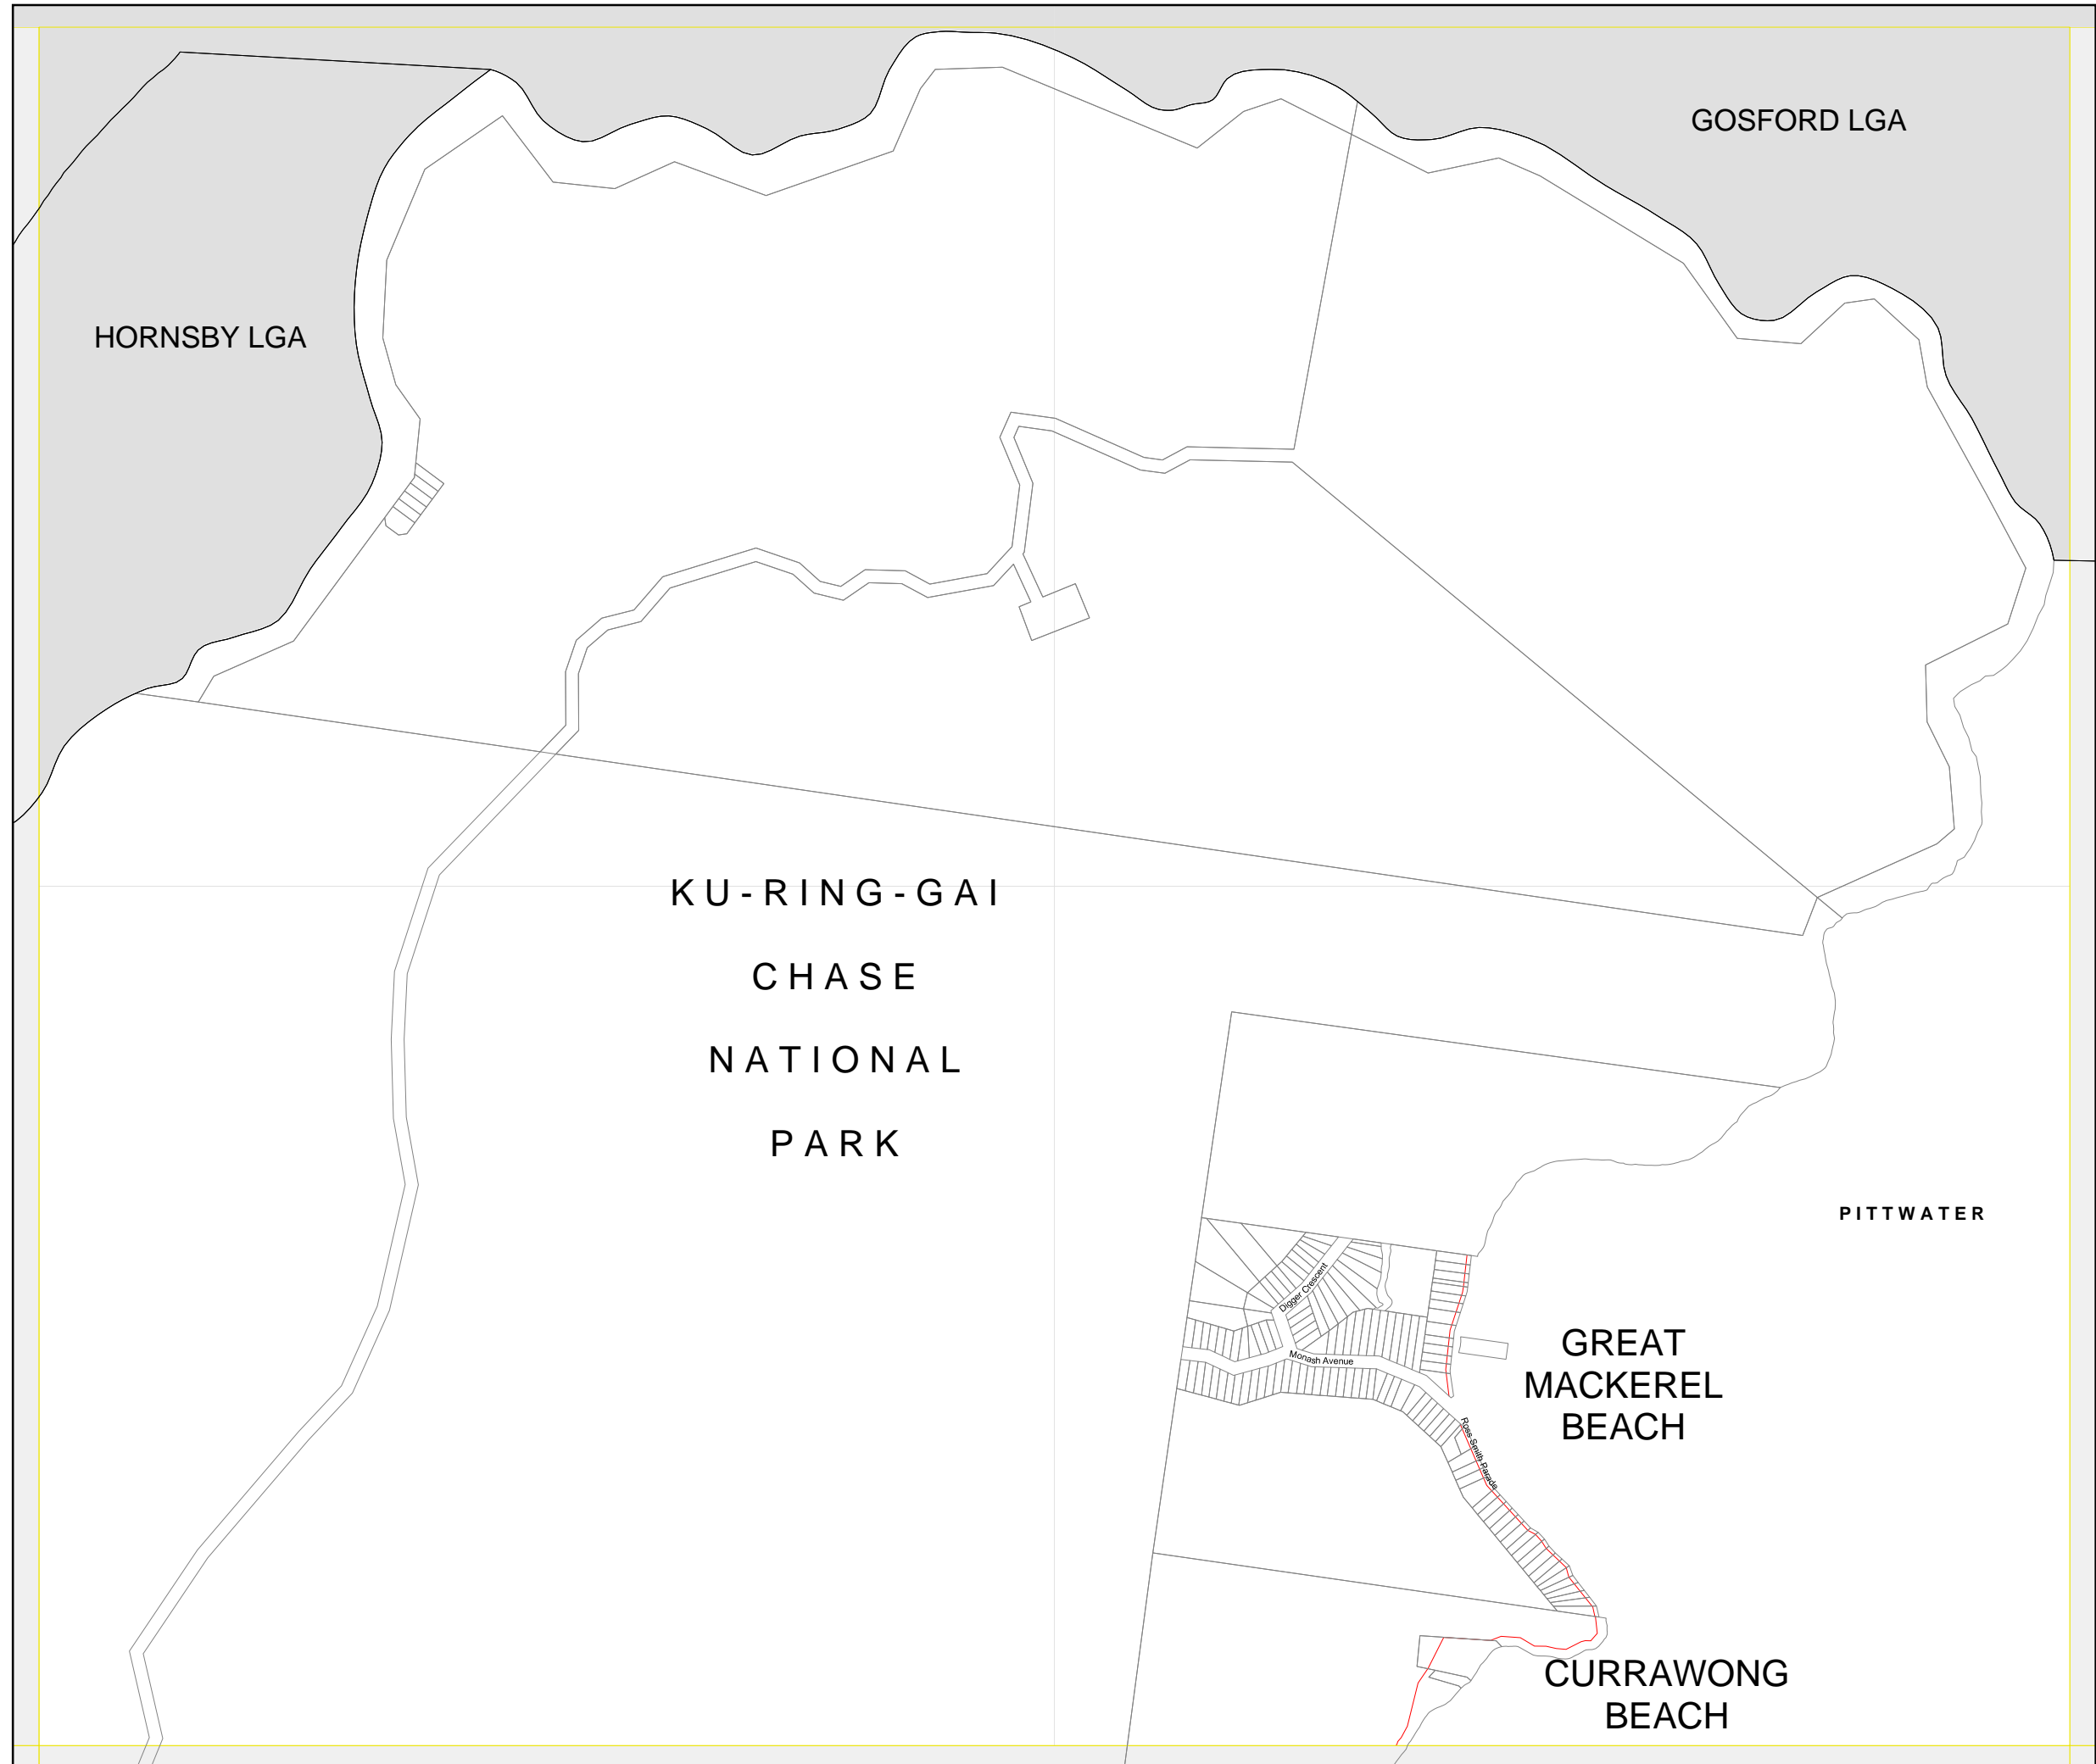 GOSFORD LGA
HORNSBY LGA
KU-RING-GAI
CHASE
NATIONAL
PARK
PITTWATER
Digger Crescent
Monash Avenue
GREAT
MACKEREL
BEACH
Ross Smith Parade
CURRAWONG
BEACH